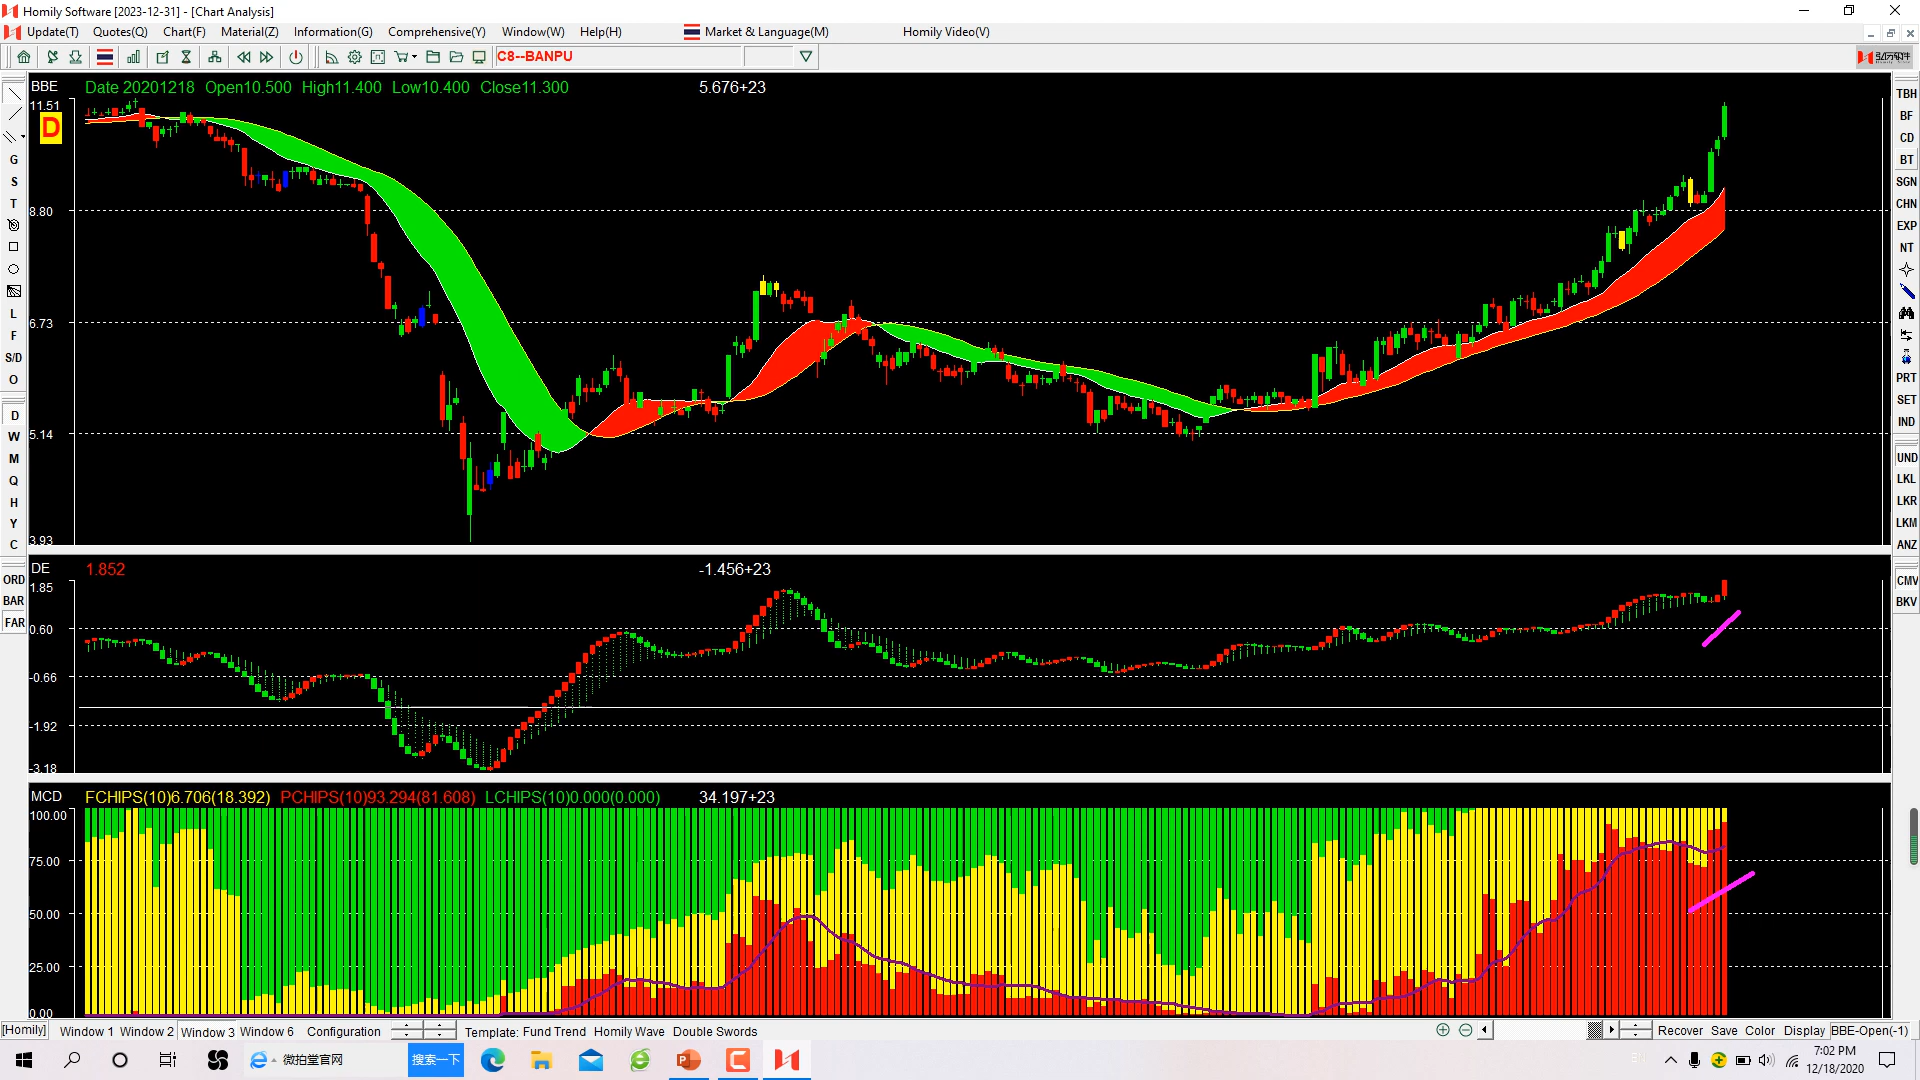 Homily Software [2023-12-31] - [Chart Analysis]
Update(T) Quotes(Q) Chart(F) Material(Z) Information(G) Comprehensive(Y) Window(W) Help(H) Market & Language(M) Homily Video(V)
C8--BANPU
弘历软件
BBE Date 20201218 Open10.500 High11.400 Low10.400 Close11.300 5.676+23
11.51
D
8.80
6.73
5.14
3.93
DE 1.852 -1.456+23
1.85
0.60
-0.66
-1.92
-3.18
MCD FCHIPS(10)6.706(18.392) PCHIPS(10)93.294(81.608) LCHIPS(10)0.000(0.000) 34.197+23
100.00
75.00
50.00
25.00
0.00
G
S
T
L
F
S/D
O
D
W
M
Q
H
Y
C
ORD
BAR
FAR
TBH
BF
CD
BT
SGN
CHN
EXP
NT
PRT
SET
IND
UND
LKL
LKR
LKM
ANZ
CMV
BKV
[Homily] Window 1 Window 2 Window 3 Window 6 Configuration Template: Fund Trend Homily Wave Double Swords Recover Save Color Display BBE-Open(-1)
微拍堂官网 搜索一下
7:02 PM
12/18/2020